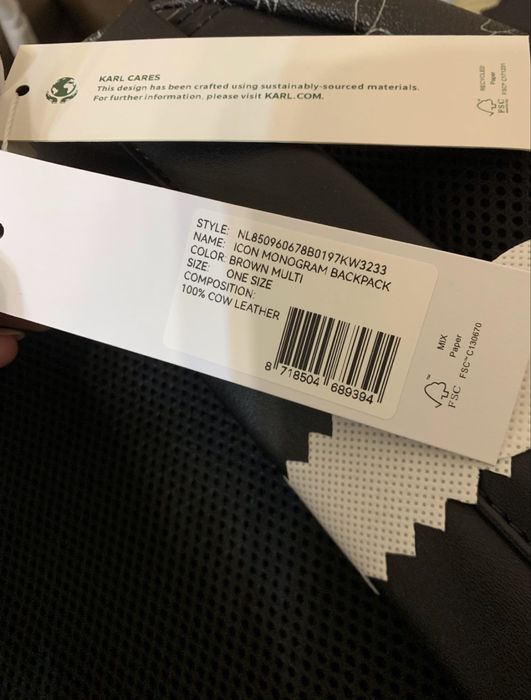 KARL CARES
This design has been crafted using sustainably-sourced materials.
For further information, please visit KARL.COM.
RECYCLED
Paper
FSC
STYLE: NL850960678B0197KW3233
NAME: ICON MONOGRAM BACKPACK
COLOR: BROWN MULTI
SIZE: ONE SIZE
COMPOSITION:
100% COW LEATHER
8 718504 689394
MIX
Paper
FSC™ C130670
FSC™